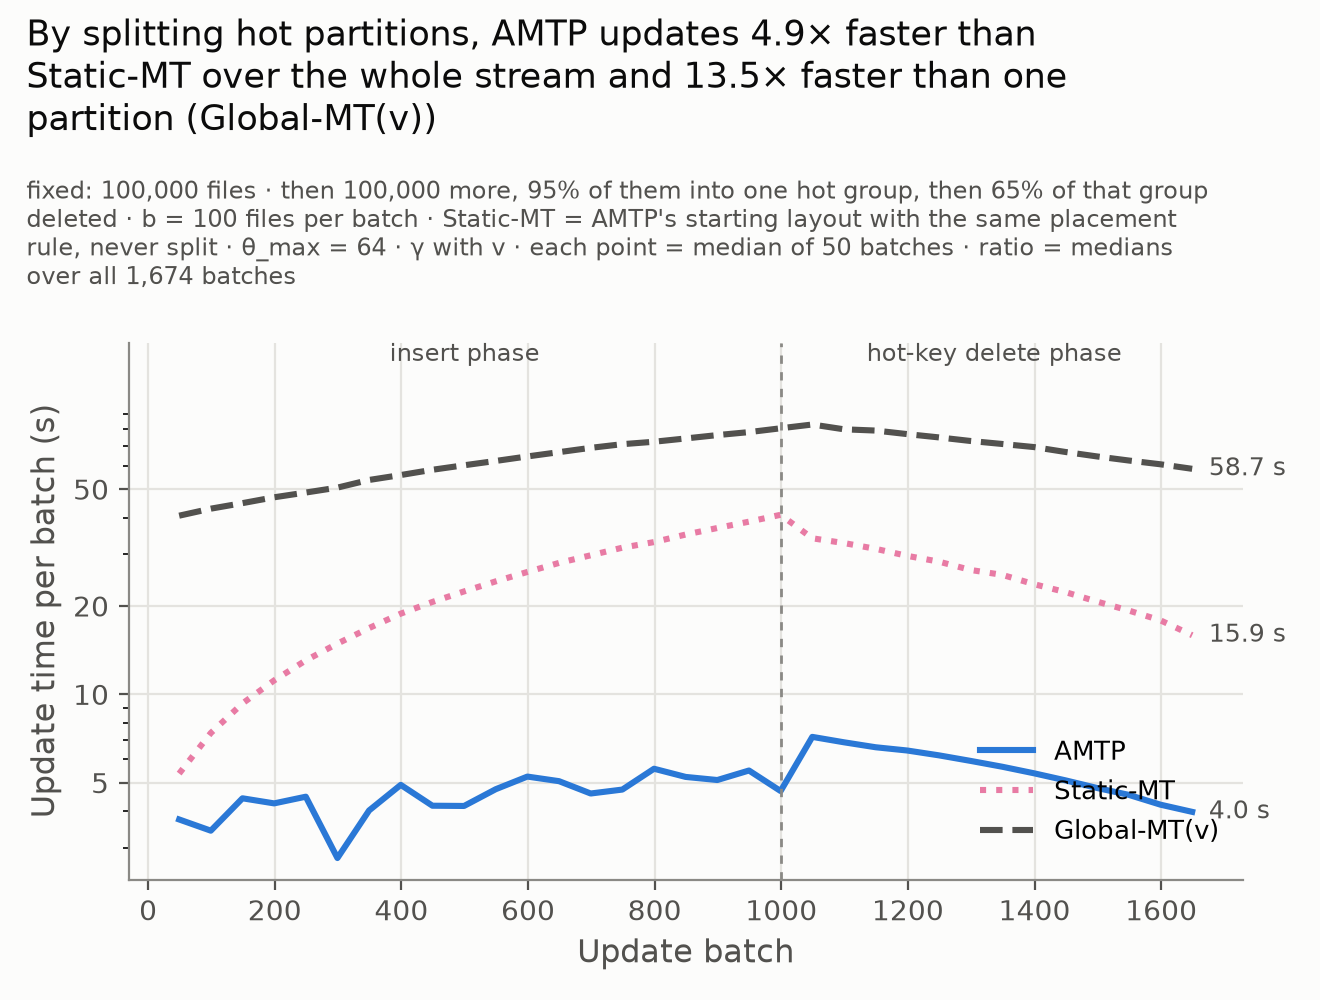 By splitting hot partitions, AMTP updates 4.9× faster than
Static-MT over the whole stream and 13.5× faster than one
partition (Global-MT(v))
fixed: 100,000 files · then 100,000 more, 95% of them into one hot group, then 65% of that group
deleted · b = 100 files per batch · Static-MT = AMTP's starting layout with the same placement
rule, never split · θ_max = 64 · γ with v · each point = median of 50 batches · ratio = medians
over all 1,674 batches
insert phase
hot-key delete phase
Update time per batch (s)
50
20
10
5
58.7 s
15.9 s
4.0 s
AMTP
Static-MT
Global-MT(v)
0
200
400
600
800
1000
1200
1400
1600
Update batch